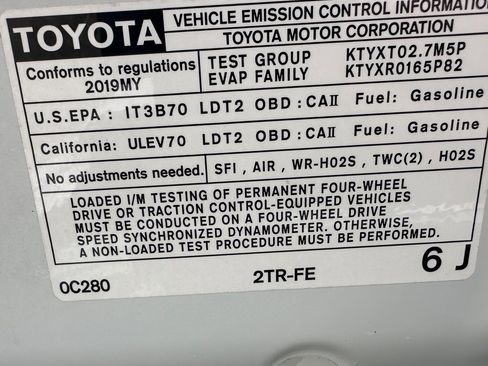 TOYOTA
VEHICLE EMISSION CONTROL INFORMATION
TOYOTA MOTOR CORPORATION
Conforms to regulations
2019MY
TEST GROUP KTYXT02.7M5P
EVAP FAMILY KTYXR0165P82
U.S.EPA : IT3B70 LDT2 OBD : CAII Fuel: Gasoline
California: ULEV70 LDT2 OBD : CAII Fuel: Gasoline
No adjustments needed. SFI , AIR , WR-HO2S , TWC(2) , HO2S
LOADED I/M TESTING OF PERMANENT FOUR-WHEEL
DRIVE OR TRACTION CONTROL-EQUIPPED VEHICLES
MUST BE CONDUCTED ON A FOUR-WHEEL DRIVE
SPEED SYNCHRONIZED DYNAMOMETER. OTHERWISE,
A NON-LOADED TEST PROCEDURE MUST BE PERFORMED.
0C280 2TR-FE 6 J